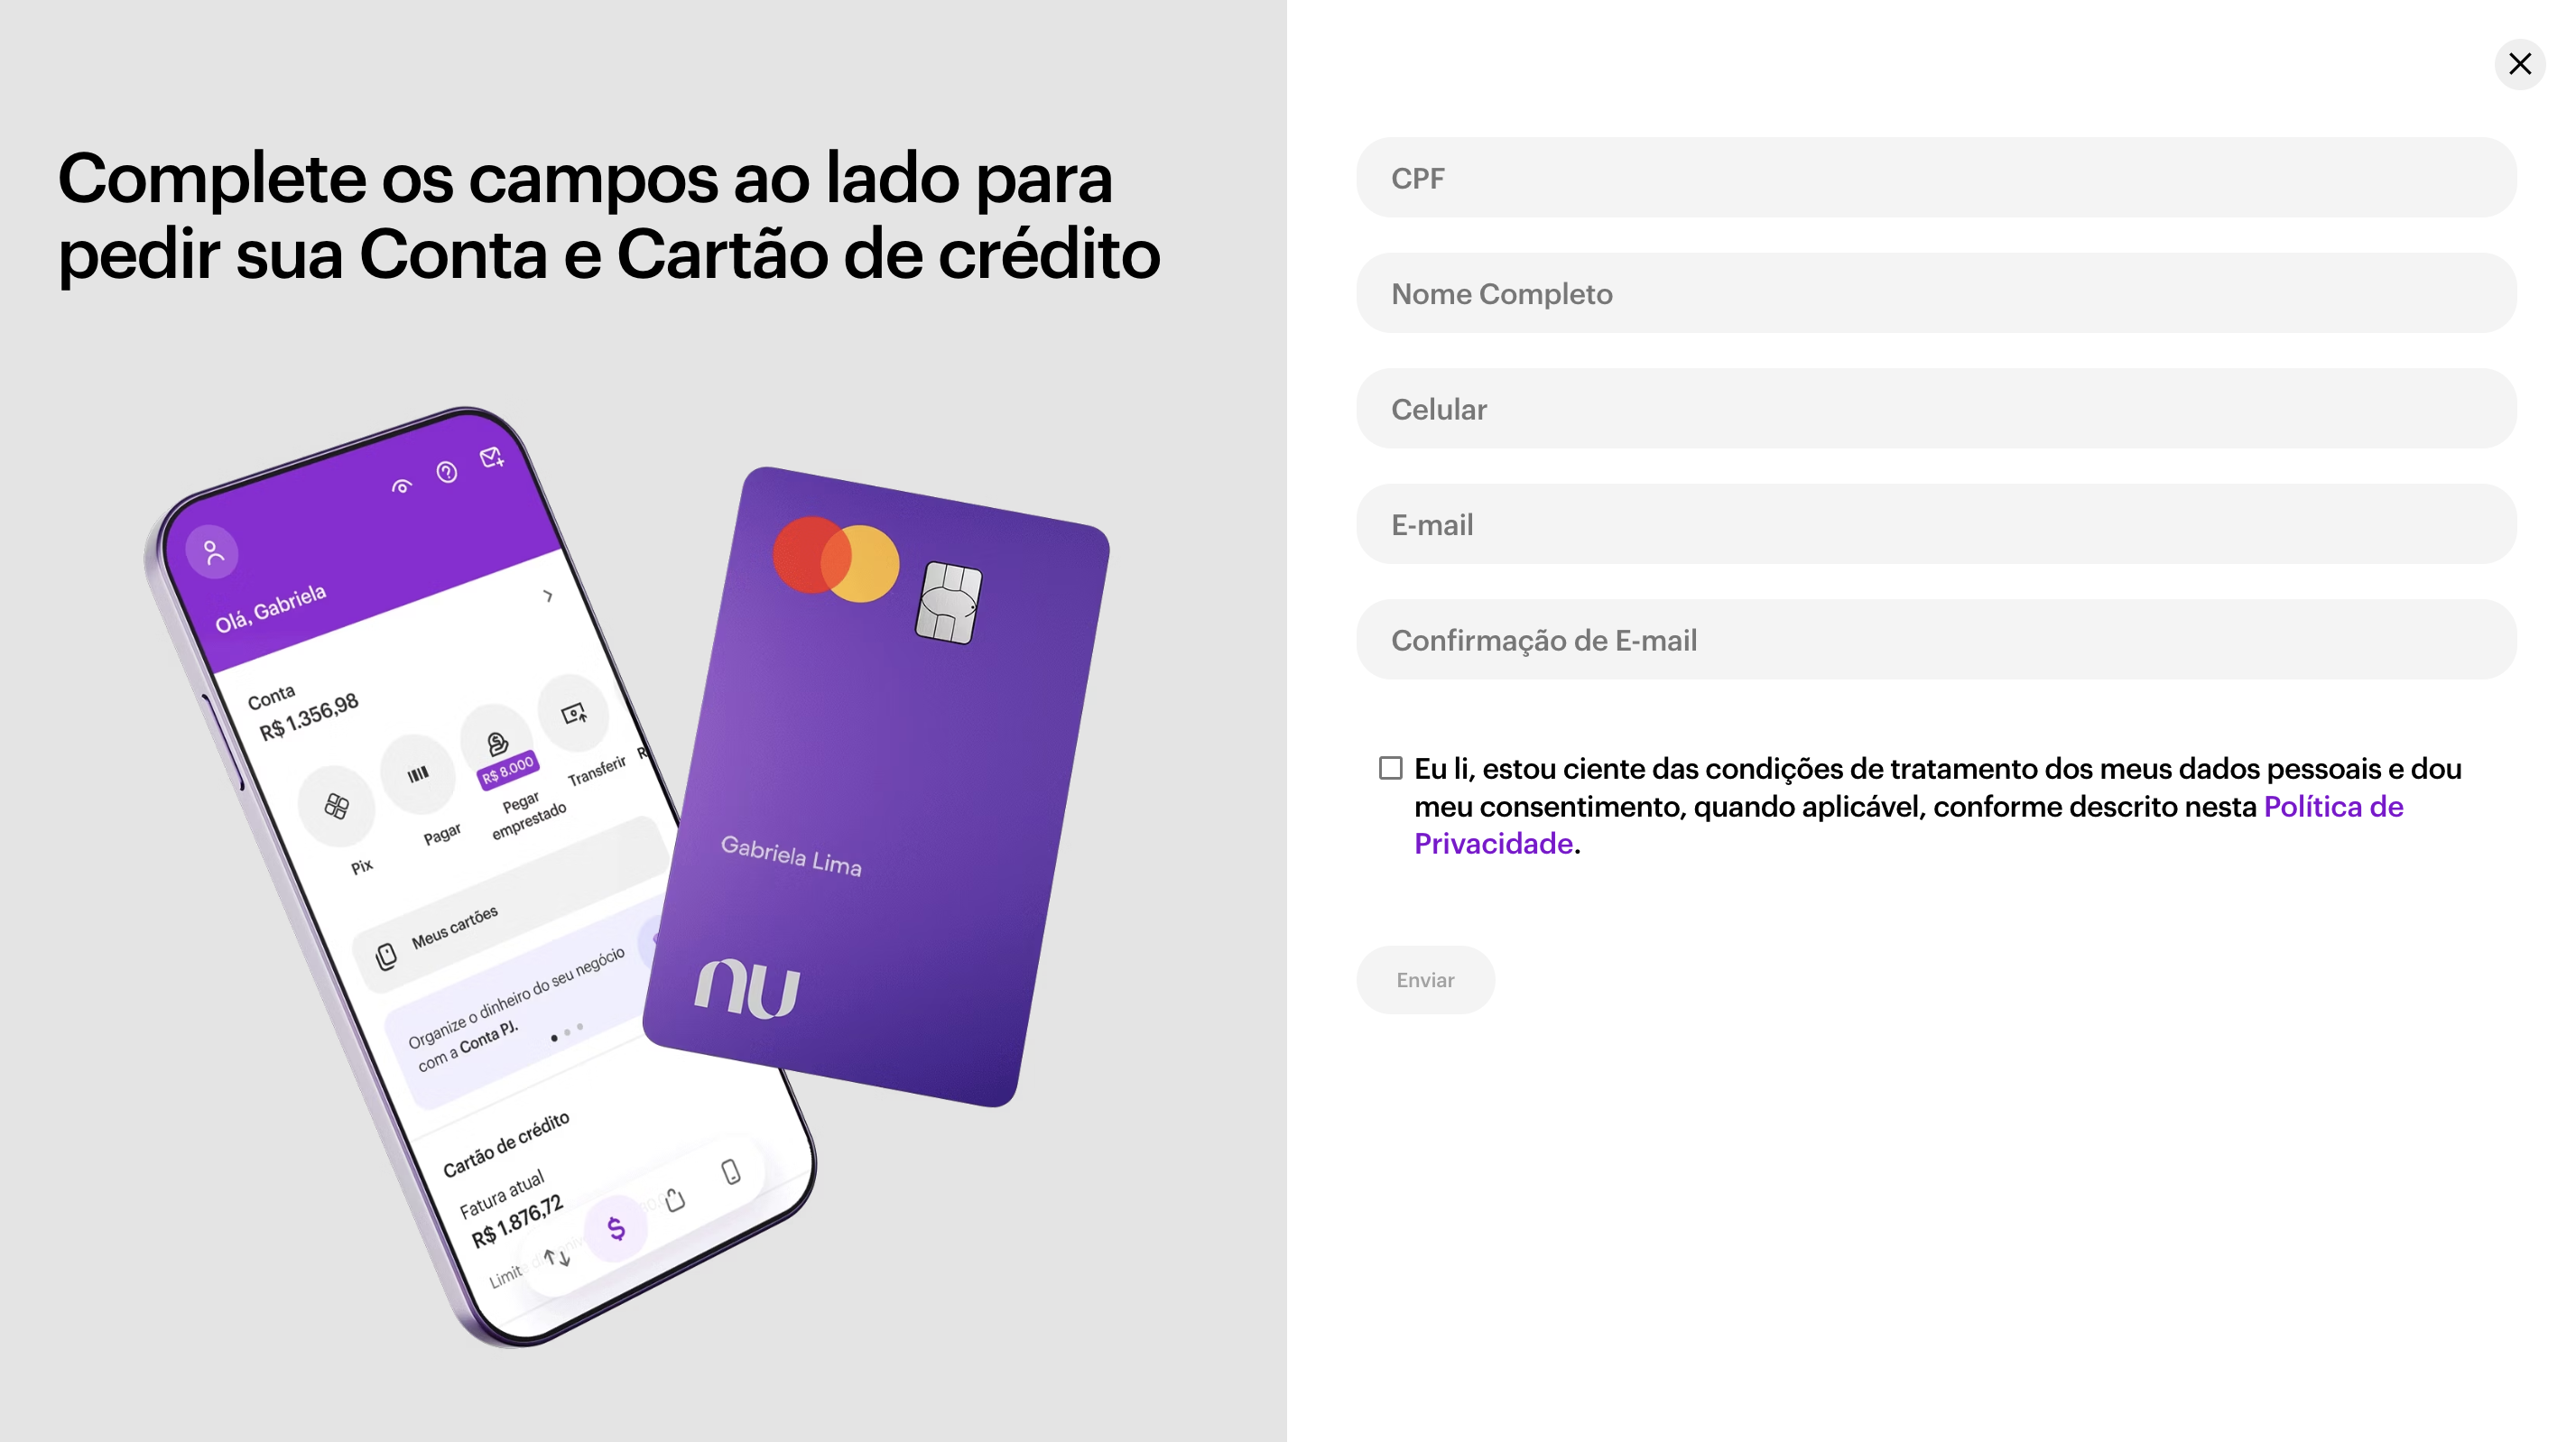 Complete os campos ao lado para
pedir sua Conta e Cartão de crédito
Olá, Gabriela
Conta
R$ 1.356,98
R$ 8.000
Pix
Pagar
Pegar
emprestado
Transferir
Meus cartões
Organize o dinheiro do seu negócio
com a Conta PJ.
Cartão de crédito
Fatura atual
R$ 1.876,72
Gabriela Lima
nu
CPF
Nome Completo
Celular
E-mail
Confirmação de E-mail
Eu li, estou ciente das condições de tratamento dos meus dados pessoais e dou
meu consentimento, quando aplicável, conforme descrito nesta Política de
Privacidade.
Enviar